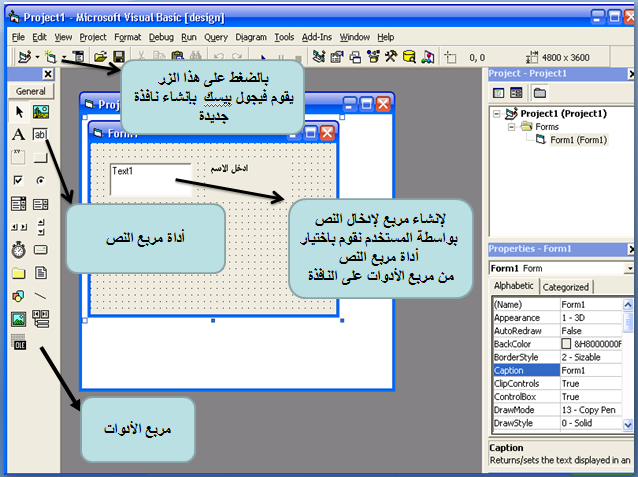 Project1 - Microsoft Visual Basic [design]
File Edit View Project Format Debug Run Query Diagram Tools Add-Ins Window Help
0, 0 4800 x 3600
General
A
ab|
XY
OLE
بالضغط على هذا الزر
يقوم فيجول بيسك بإنشاء نافذة
جديدة
Form1
Text1
ادخل الاسم
أداة مربع النص
لإنشاء مربع لإدخال النص
بواسطة المستخدم نقوم باختيار
أداة مربع النص
من مربع الأدوات على النافذة
مربع الأدوات
Project - Project1
Project1 (Project1)
Forms
Form1 (Form1)
Properties - Form1
Form1 Form
Alphabetic Categorized
(Name) Form1
Appearance 1 - 3D
AutoRedraw False
BackColor &H8000000F
BorderStyle 2 - Sizable
Caption Form1
ClipControls True
ControlBox True
DrawMode 13 - Copy Pen
DrawStyle 0 - Solid
Caption
Returns/sets the text displayed in an